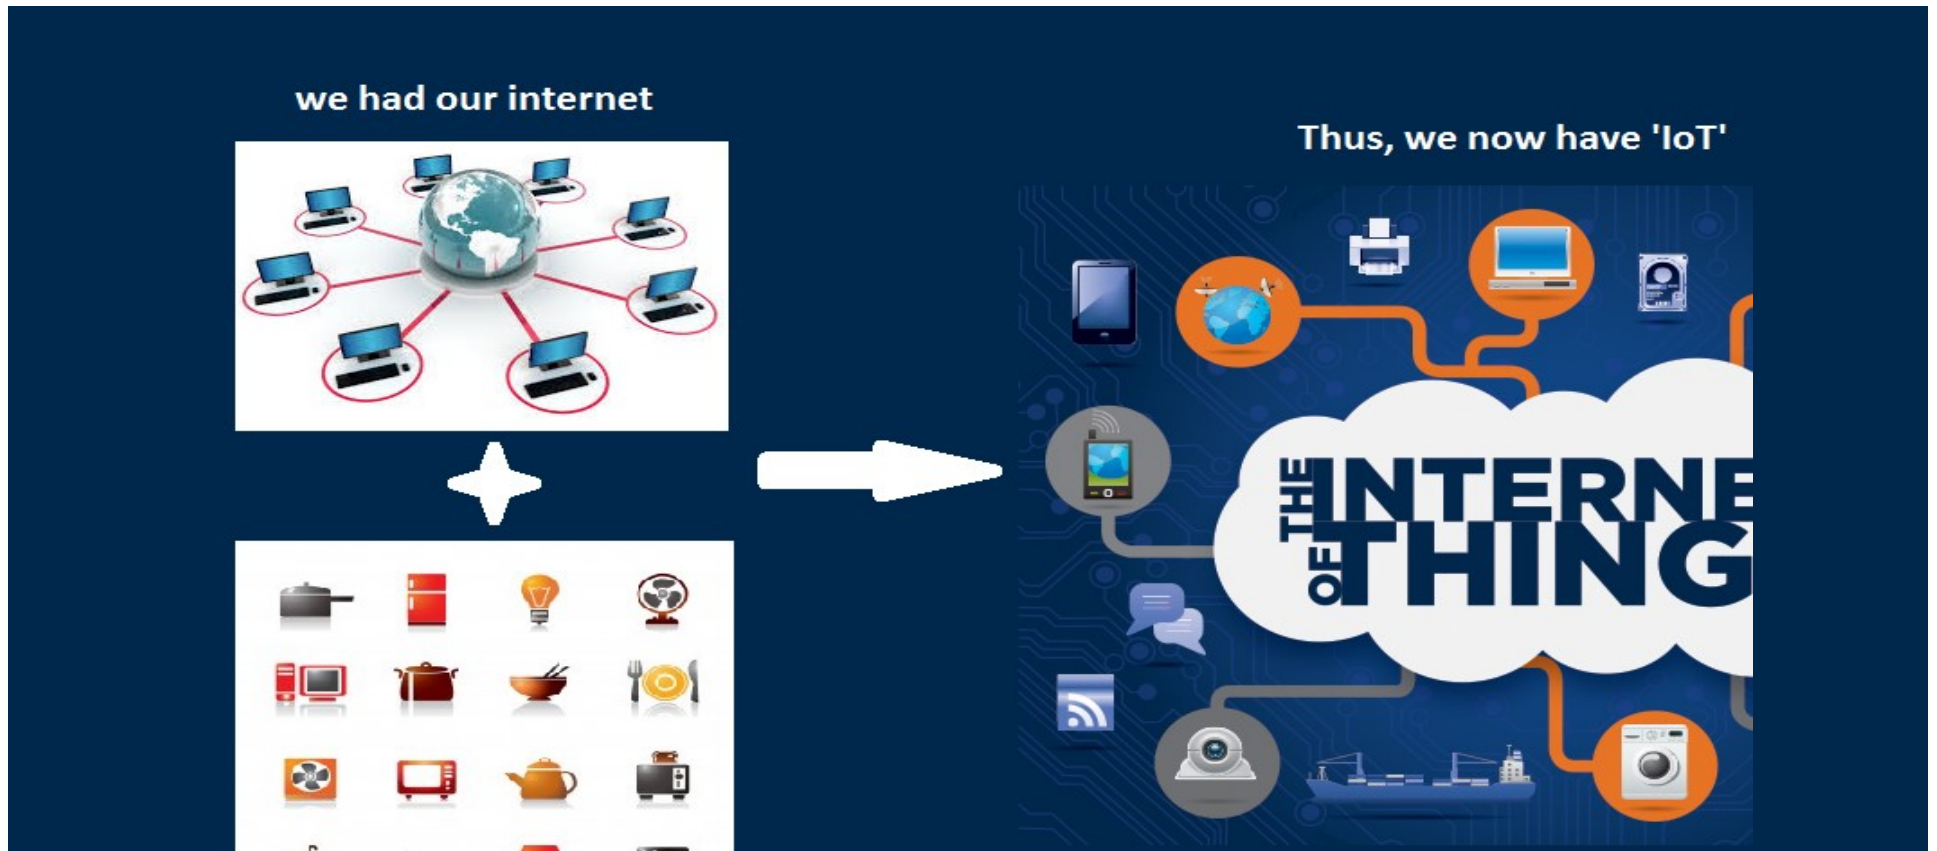 we had our internet
Thus, we now have 'IoT'
THE INTERNE
OF THING